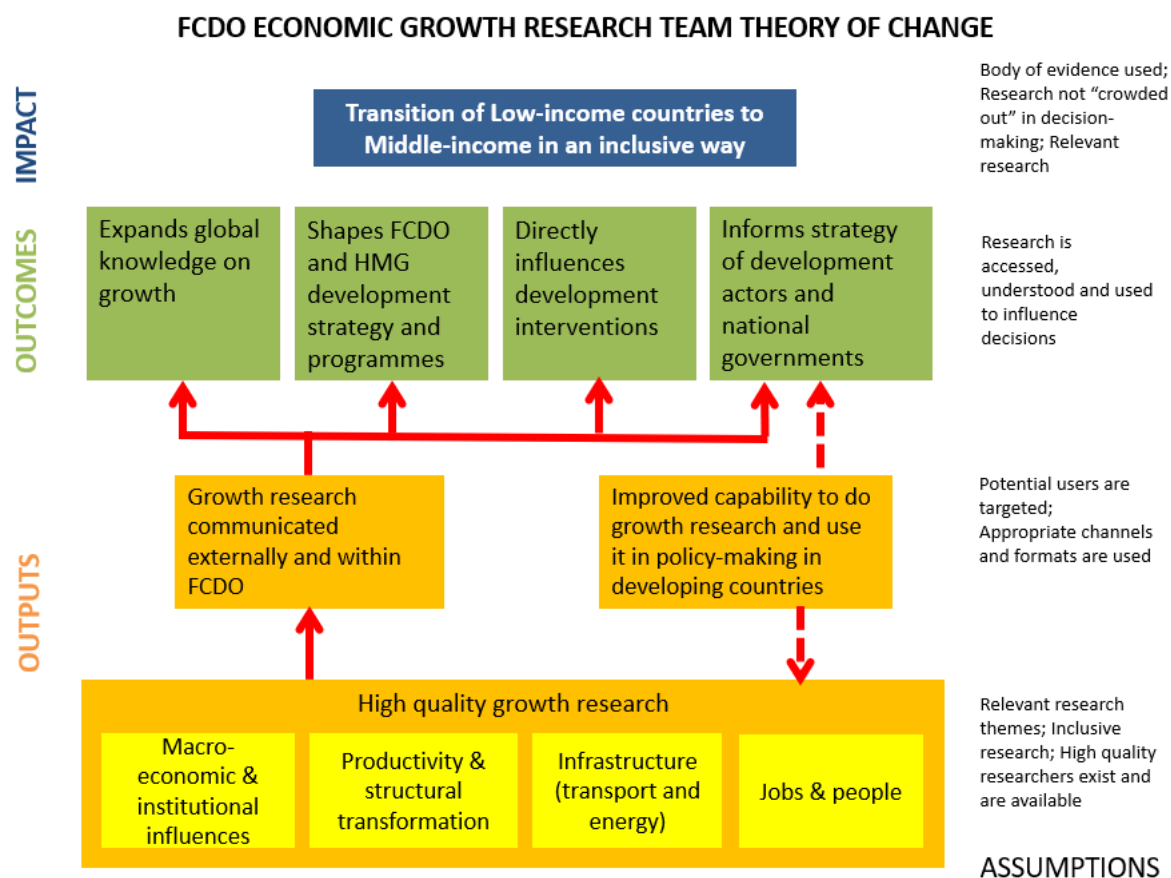 FCDO ECONOMIC GROWTH RESEARCH TEAM THEORY OF CHANGE
IMPACT
Transition of Low-income countries to
Middle-income in an inclusive way
Body of evidence used;
Research not “crowded
out” in decision-
making; Relevant
research
OUTCOMES
Expands global
knowledge on
growth
Shapes FCDO
and HMG
development
strategy and
programmes
Directly
influences
development
interventions
Informs strategy
of development
actors and
national
governments
Research is
accessed,
understood and used
to influence
decisions
OUTPUTS
Growth research
communicated
externally and within
FCDO
Improved capability to do
growth research and use
it in policy-making in
developing countries
Potential users are
targeted;
Appropriate channels
and formats are used
High quality growth research
Macro-
economic &
institutional
influences
Productivity &
structural
transformation
Infrastructure
(transport and
energy)
Jobs & people
Relevant research
themes; Inclusive
research; High quality
researchers exist and
are available
ASSUMPTIONS